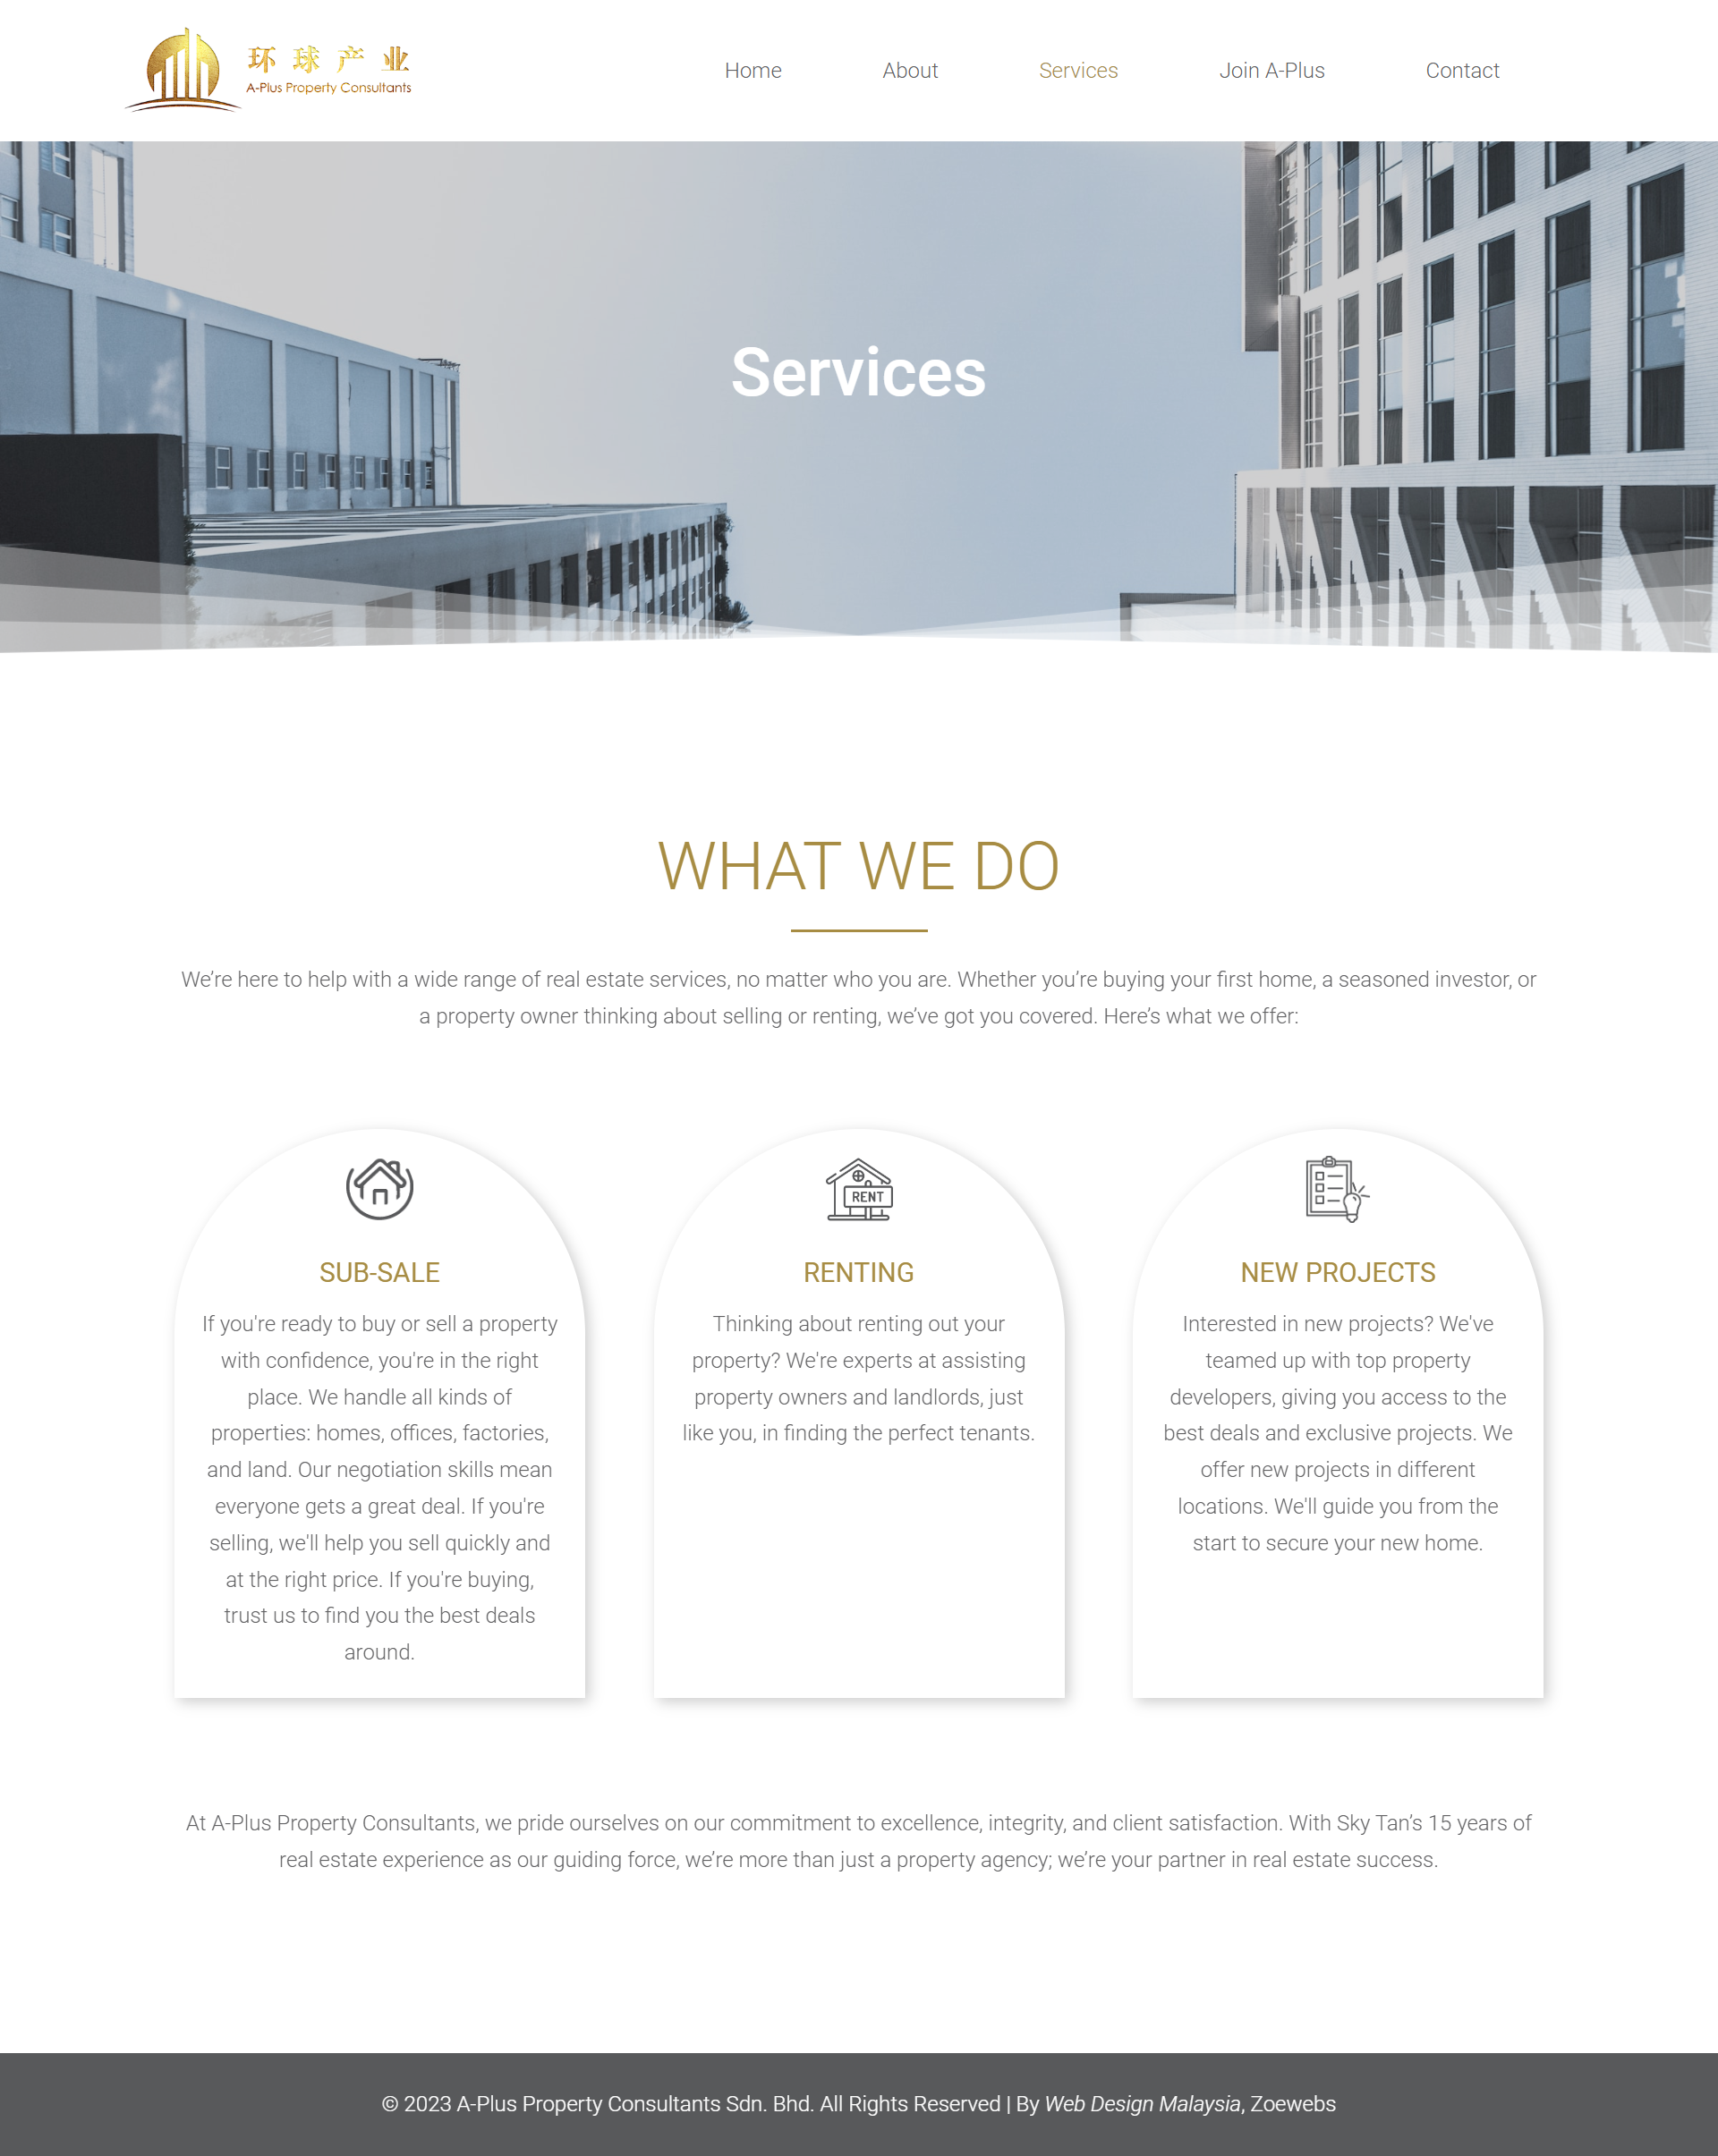 环球产业
A-Plus Property Consultants
Home
About
Services
Join A-Plus
Contact
Services
WHAT WE DO
We’re here to help with a wide range of real estate services, no matter who you are. Whether you’re buying your first home, a seasoned investor, or
a property owner thinking about selling or renting, we’ve got you covered. Here’s what we offer:
SUB-SALE
If you're ready to buy or sell a property
with confidence, you're in the right
place. We handle all kinds of
properties: homes, offices, factories,
and land. Our negotiation skills mean
everyone gets a great deal. If you're
selling, we'll help you sell quickly and
at the right price. If you're buying,
trust us to find you the best deals
around.
RENT
RENTING
Thinking about renting out your
property? We're experts at assisting
property owners and landlords, just
like you, in finding the perfect tenants.
NEW PROJECTS
Interested in new projects? We've
teamed up with top property
developers, giving you access to the
best deals and exclusive projects. We
offer new projects in different
locations. We'll guide you from the
start to secure your new home.
At A-Plus Property Consultants, we pride ourselves on our commitment to excellence, integrity, and client satisfaction. With Sky Tan’s 15 years of
real estate experience as our guiding force, we’re more than just a property agency; we’re your partner in real estate success.
© 2023 A-Plus Property Consultants Sdn. Bhd. All Rights Reserved | By Web Design Malaysia, Zoewebs